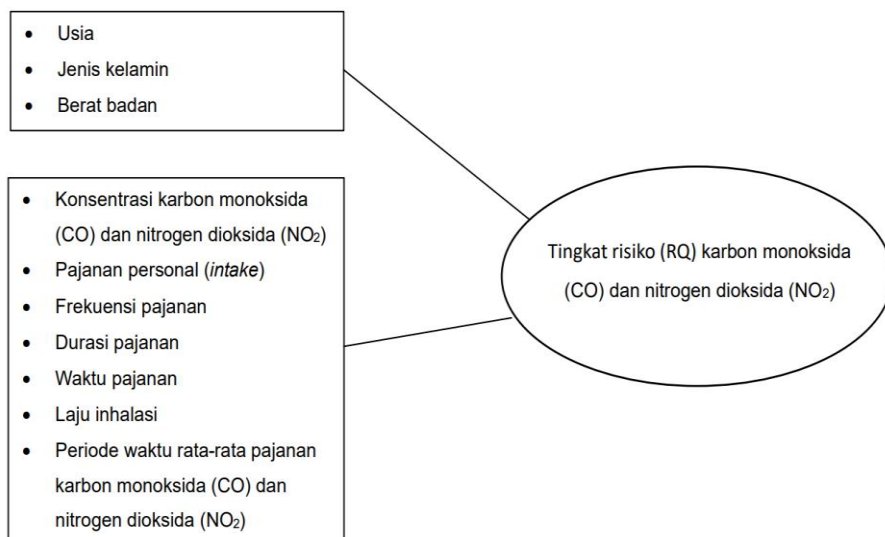 • Usia
• Jenis kelamin
• Berat badan
• Konsentrasi karbon monoksida
(CO) dan nitrogen dioksida (NO₂)
• Pajanan personal (intake)
• Frekuensi pajanan
• Durasi pajanan
• Waktu pajanan
• Laju inhalasi
• Periode waktu rata-rata pajanan
karbon monoksida (CO) dan
nitrogen dioksida (NO₂)
Tingkat risiko (RQ) karbon monoksida
(CO) dan nitrogen dioksida (NO₂)